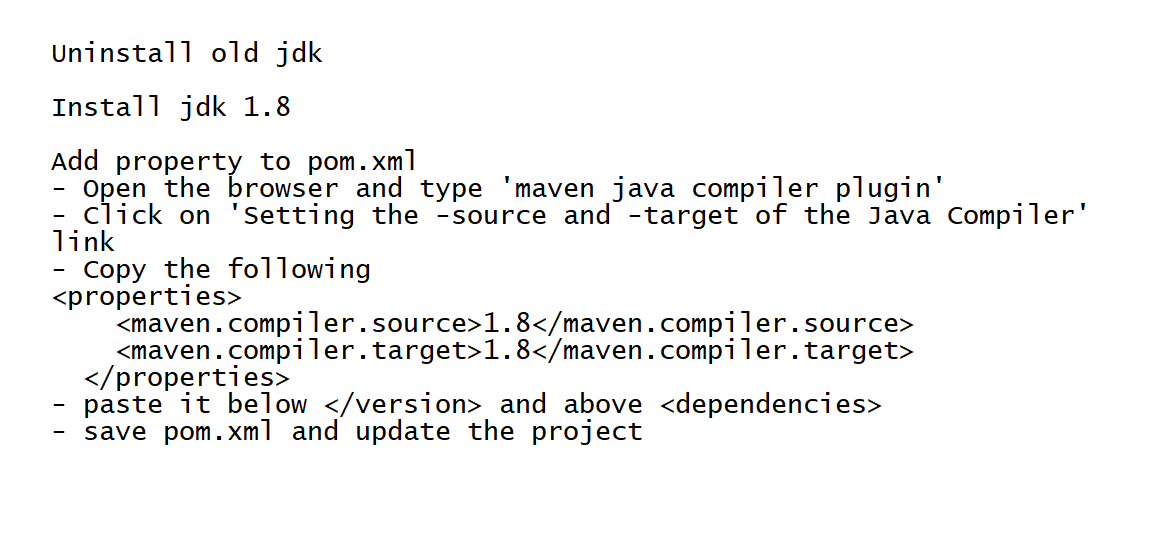 Uninstall old jdk
Install jdk 1.8
Add property to pom.xml
- Open the browser and type 'maven java compiler plugin'
- Click on 'Setting the -source and -target of the Java Compiler'
link
- Copy the following
<properties>
    <maven.compiler.source>1.8</maven.compiler.source>
    <maven.compiler.target>1.8</maven.compiler.target>
  </properties>
- paste it below </version> and above <dependencies>
- save pom.xml and update the project